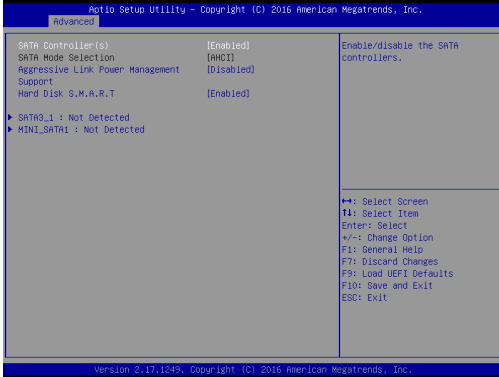 Aptio Setup Utility – Copyright (C) 2016 American Megatrends, Inc.
Advanced
SATA Controller(s) [Enabled]
SATA Mode Selection [AHCI]
Aggressive Link Power Management [Disabled]
Support
Hard Disk S.M.A.R.T [Enabled]
SATA3_1 : Not Detected
MINI_SATA1 : Not Detected
Enable/disable the SATA
controllers.
↔: Select Screen
↑↓: Select Item
Enter: Select
+/-: Change Option
F1: General Help
F7: Discard Changes
F9: Load UEFI Defaults
F10: Save and Exit
ESC: Exit
Version 2.17.1249. Copyright (C) 2016 American Megatrends, Inc.